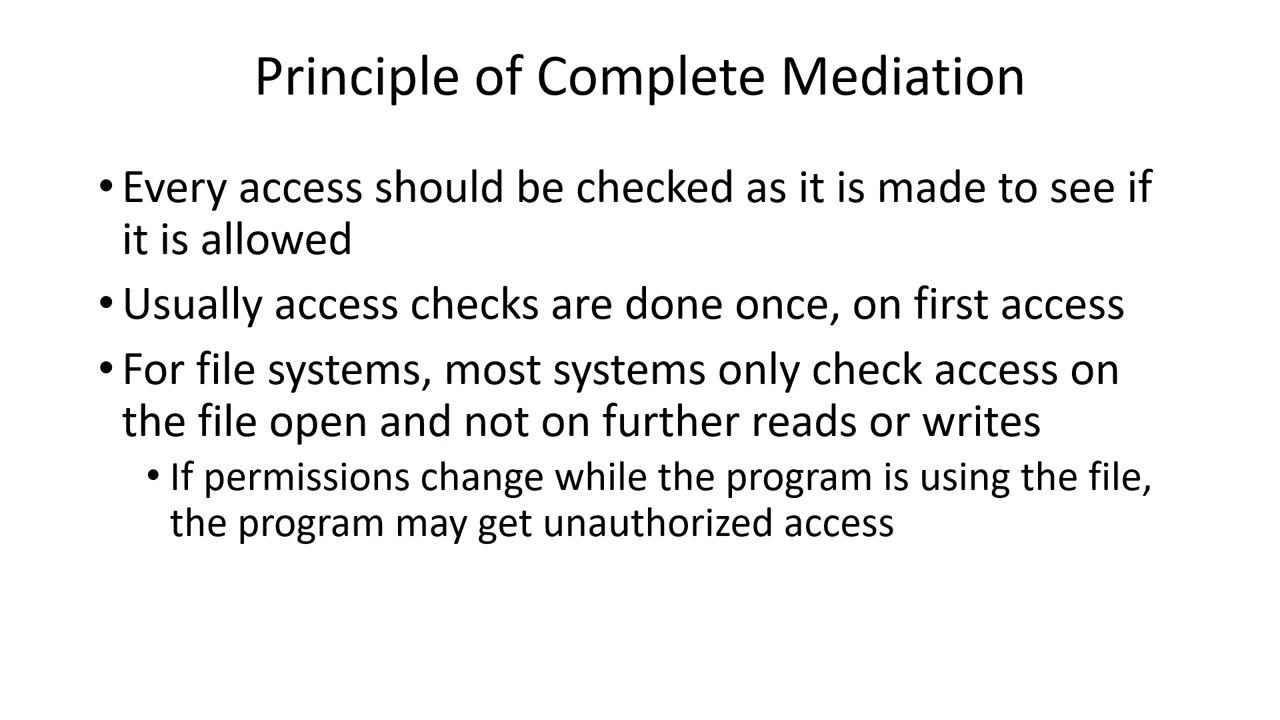 Principle of Complete Mediation
• Every access should be checked as it is made to see if
it is allowed
• Usually access checks are done once, on first access
• For file systems, most systems only check access on
the file open and not on further reads or writes
• If permissions change while the program is using the file,
the program may get unauthorized access